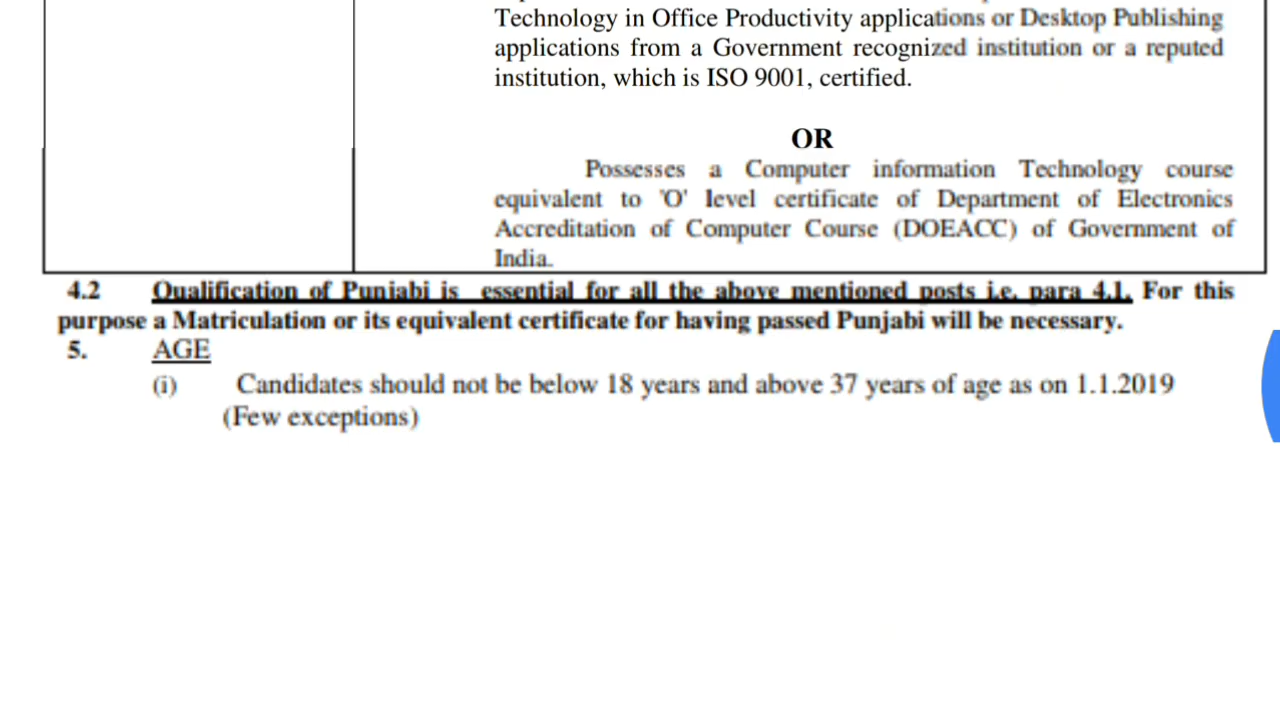 Technology in Office Productivity applications or Desktop Publishing
applications from a Government recognized institution or a reputed
institution, which is ISO 9001, certified.
OR
Possesses a Computer information Technology course
equivalent to 'O' level certificate of Department of Electronics
Accreditation of Computer Course (DOEACC) of Government of
India.
4.2 Qualification of Punjabi is essential for all the above mentioned posts i.e. para 4.1. For this
purpose a Matriculation or its equivalent certificate for having passed Punjabi will be necessary.
5. AGE
(i) Candidates should not be below 18 years and above 37 years of age as on 1.1.2019
(Few exceptions)